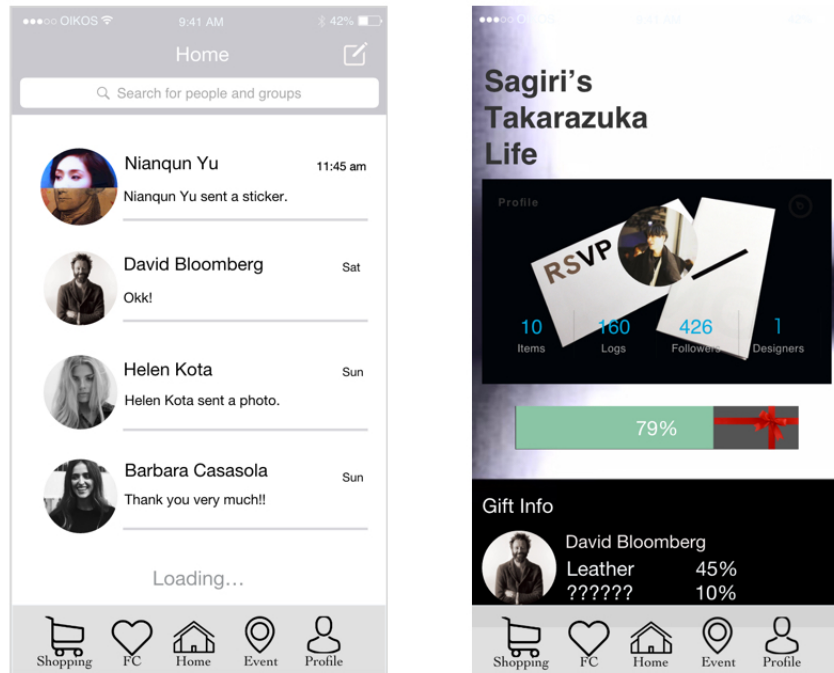 OIKOS 9:41 AM 42%
Home
Search for people and groups
Nianqun Yu 11:45 am
Nianqun Yu sent a sticker.
David Bloomberg Sat
Okk!
Helen Kota Sun
Helen Kota sent a photo.
Barbara Casasola Sun
Thank you very much!!
Loading...
Shopping FC Home Event Profile
Sagiri's
Takarazuka
Life
Profile
RSVP
10 160 426 1
Items Logs Followers Designers
79%
Gift Info
David Bloomberg
Leather 45%
?????? 10%
Shopping FC Home Event Profile